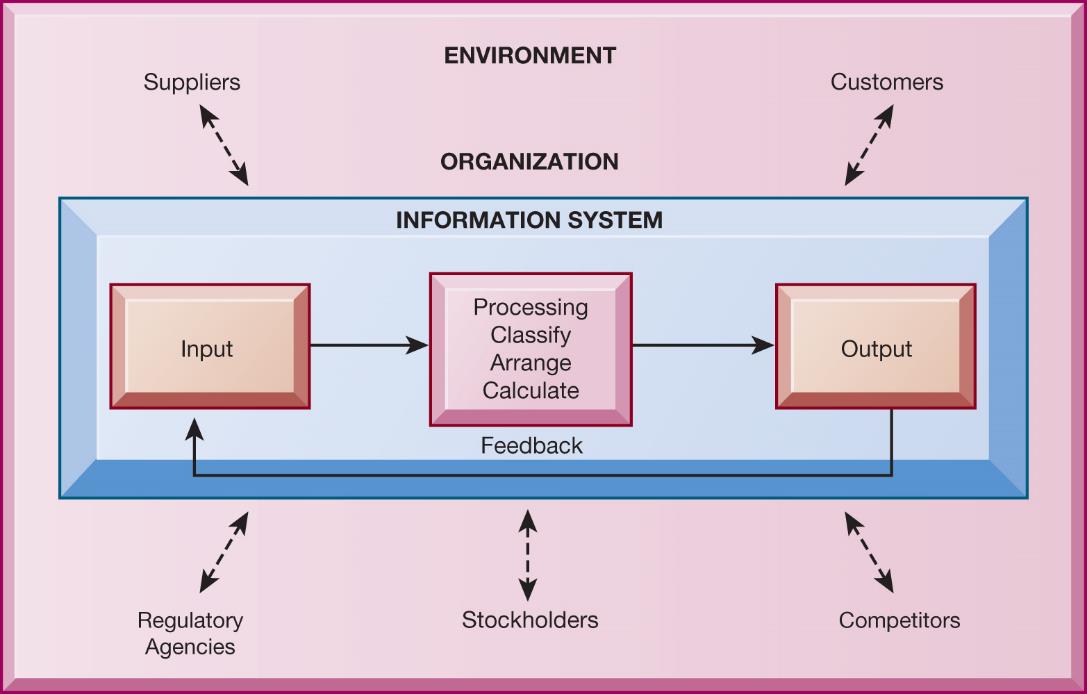 ENVIRONMENT
Suppliers
Customers
ORGANIZATION
INFORMATION SYSTEM
Input
Processing
Classify
Arrange
Calculate
Output
Feedback
Regulatory
Agencies
Stockholders
Competitors